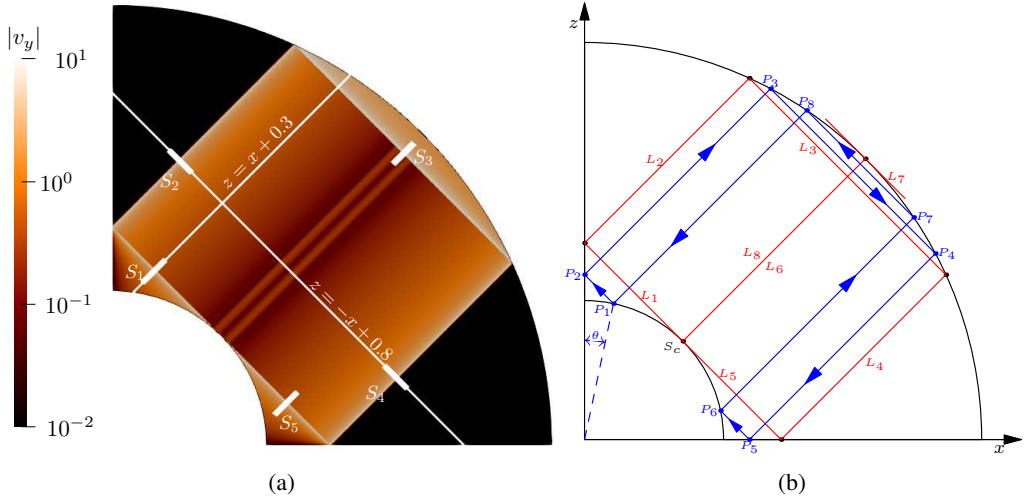 |v_y|
10^1
10^0
10^{-1}
10^{-2}
z = x + 0.3
z = -x + 0.8
S_1
S_2
S_3
S_4
S_5
(a)
z
x
P_1
P_2
P_3
P_4
P_5
P_6
P_7
P_8
L_1
L_2
L_3
L_4
L_5
L_6
L_7
L_8
S_c
θ
(b)